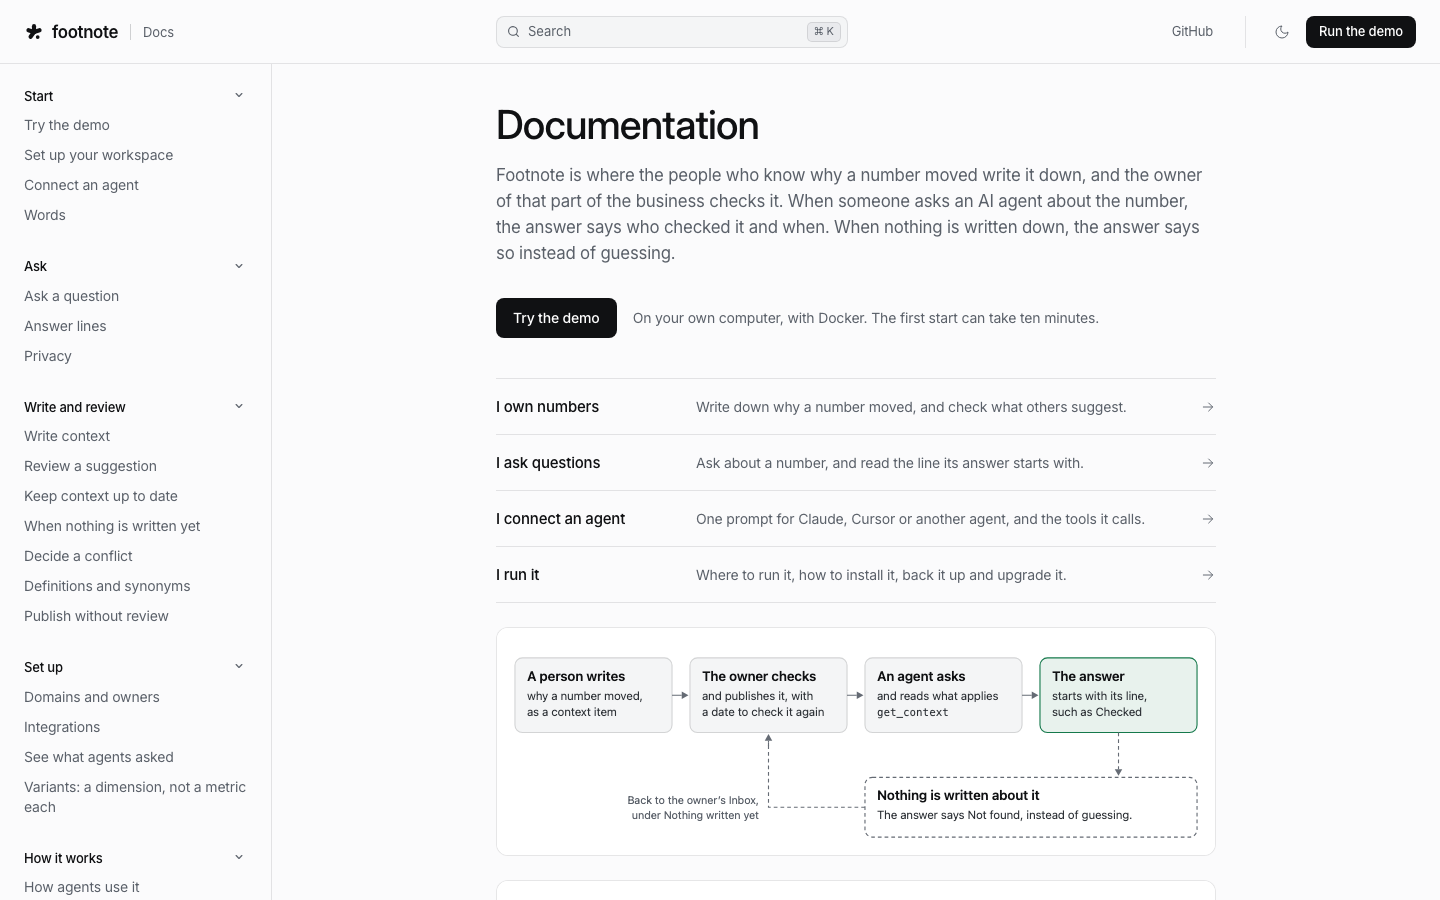 footnote
Docs
Search
⌘ K
GitHub
Run the demo
Start
Try the demo
Set up your workspace
Connect an agent
Words
Ask
Ask a question
Answer lines
Privacy
Write and review
Write context
Review a suggestion
Keep context up to date
When nothing is written yet
Decide a conflict
Definitions and synonyms
Publish without review
Set up
Domains and owners
Integrations
See what agents asked
Variants: a dimension, not a metric
each
How it works
How agents use it
Documentation
Footnote is where the people who know why a number moved write it down, and the owner
of that part of the business checks it. When someone asks an AI agent about the number,
the answer says who checked it and when. When nothing is written down, the answer says
so instead of guessing.
Try the demo
On your own computer, with Docker. The first start can take ten minutes.
I own numbers
Write down why a number moved, and check what others suggest.
I ask questions
Ask about a number, and read the line its answer starts with.
I connect an agent
One prompt for Claude, Cursor or another agent, and the tools it calls.
I run it
Where to run it, how to install it, back it up and upgrade it.
A person writes
why a number moved,
as a context item
The owner checks
and publishes it, with
a date to check it again
An agent asks
and reads what applies
get_context
The answer
starts with its line,
such as Checked
Back to the owner's Inbox,
under Nothing written yet
Nothing is written about it
The answer says Not found, instead of guessing.